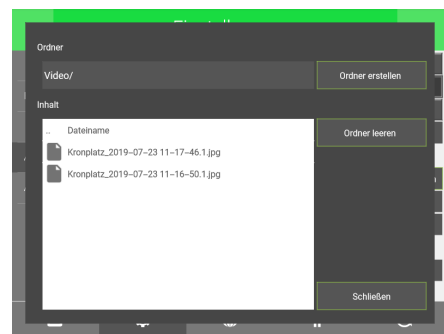 Ordner
Video/
Ordner erstellen
Inhalt
.. Dateiname
Ordner leeren
Kronplatz_2019-07-23 11-17-46.1.jpg
Kronplatz_2019-07-23 11-16-50.1.jpg
Schließen